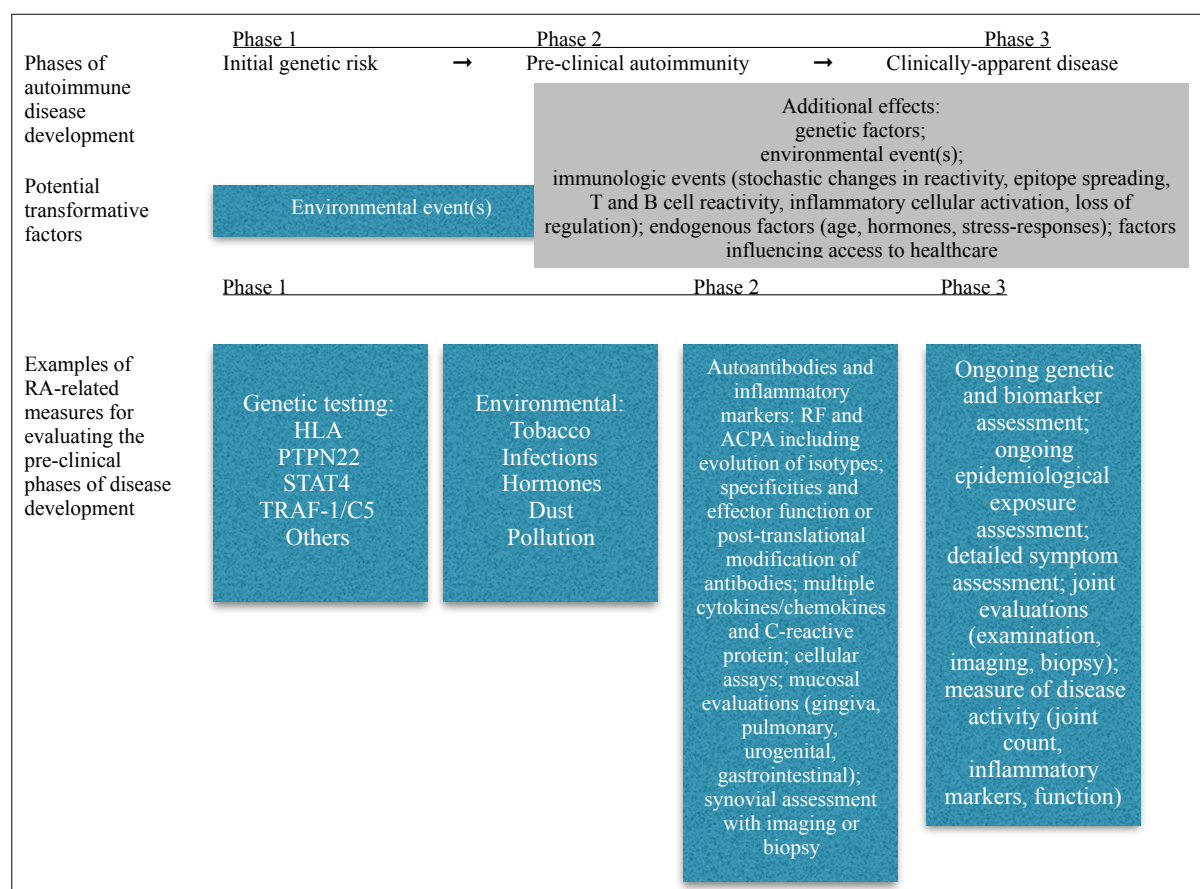 Phase 1 Phase 2 Phase 3
Phases of
autoimmune
disease
development
Initial genetic risk → Pre-clinical autoimmunity → Clinically-apparent disease
Additional effects:
genetic factors;
environmental event(s);
immunologic events (stochastic changes in reactivity, epitope spreading,
T and B cell reactivity, inflammatory cellular activation, loss of
regulation); endogenous factors (age, hormones, stress-responses); factors
influencing access to healthcare
Potential
transformative
factors
Environmental event(s)
Phase 1 Phase 2 Phase 3
Examples of
RA-related
measures for
evaluating the
pre-clinical
phases of disease
development
Genetic testing:
HLA
PTPN22
STAT4
TRAF-1/C5
Others
Environmental:
Tobacco
Infections
Hormones
Dust
Pollution
Autoantibodies and
inflammatory
markers: RF and
ACPA including
evolution of isotypes;
specificities and
effector function or
post-translational
modification of
antibodies; multiple
cytokines/chemokines
and C-reactive
protein; cellular
assays; mucosal
evaluations (gingiva,
pulmonary,
urogenital,
gastrointestinal);
synovial assessment
with imaging or
biopsy
Ongoing genetic
and biomarker
assessment;
ongoing
epidemiological
exposure
assessment;
detailed symptom
assessment; joint
evaluations
(examination,
imaging, biopsy);
measure of disease
activity (joint
count,
inflammatory
markers, function)